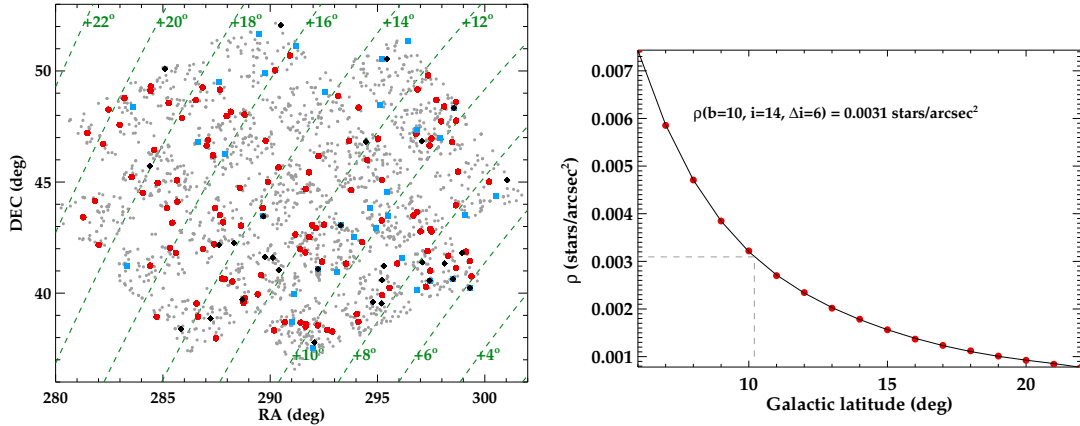 +22° +20° +18° +16° +14° +12°
50
45
40
DEC (deg)
+10° +8° +6° +4°
280 285 290 295 300
RA (deg)
ρ(b=10, i=14, Δi=6) = 0.0031 stars/arcsec²
0.007
0.006
0.005
0.004
0.003
0.002
0.001
ρ (stars/arcsec²)
10 15 20
Galactic latitude (deg)